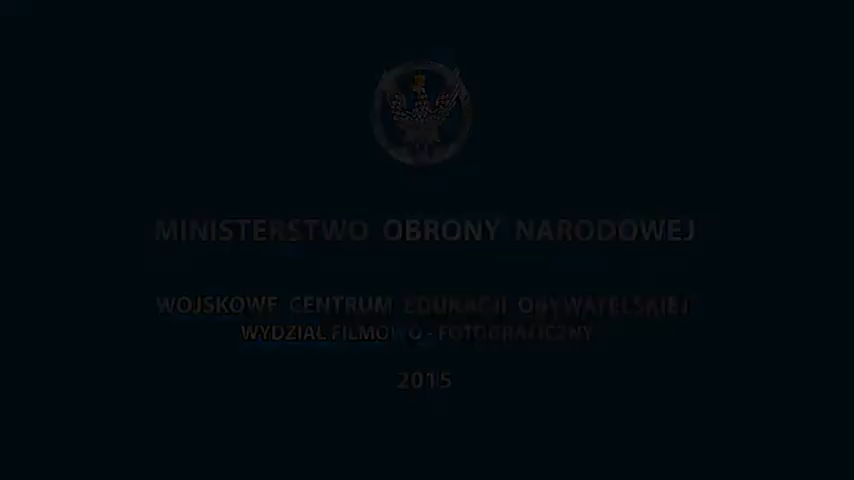 MINISTERSTWO OBRONY NARODOWEJ
WOJSKOWE CENTRUM EDUKACJI OBYWATELSKIEJ
WYDZIAŁ FILMOWO - FOTOGRAFICZNY
2015